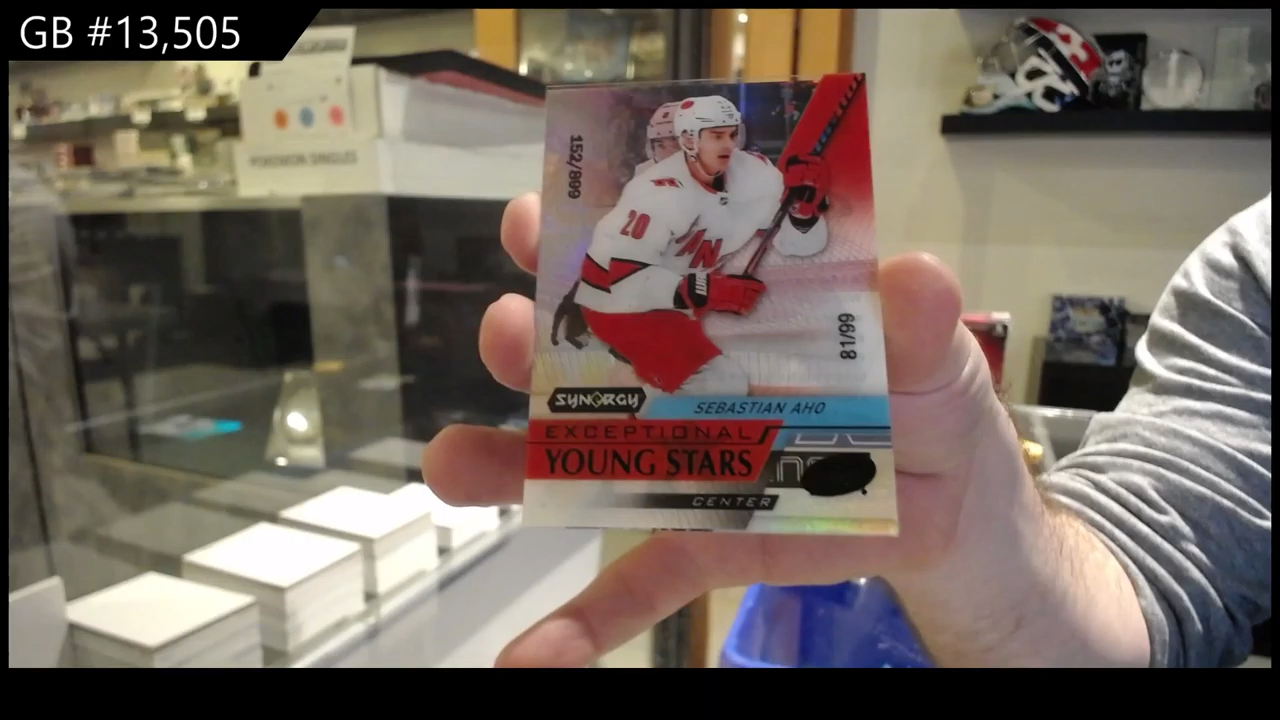 GB #13,505
POKEMON SINGLES
152/899
20
81/99
SYNERGY
SEBASTIAN AHO
EXCEPTIONAL
YOUNG STARS
CENTER